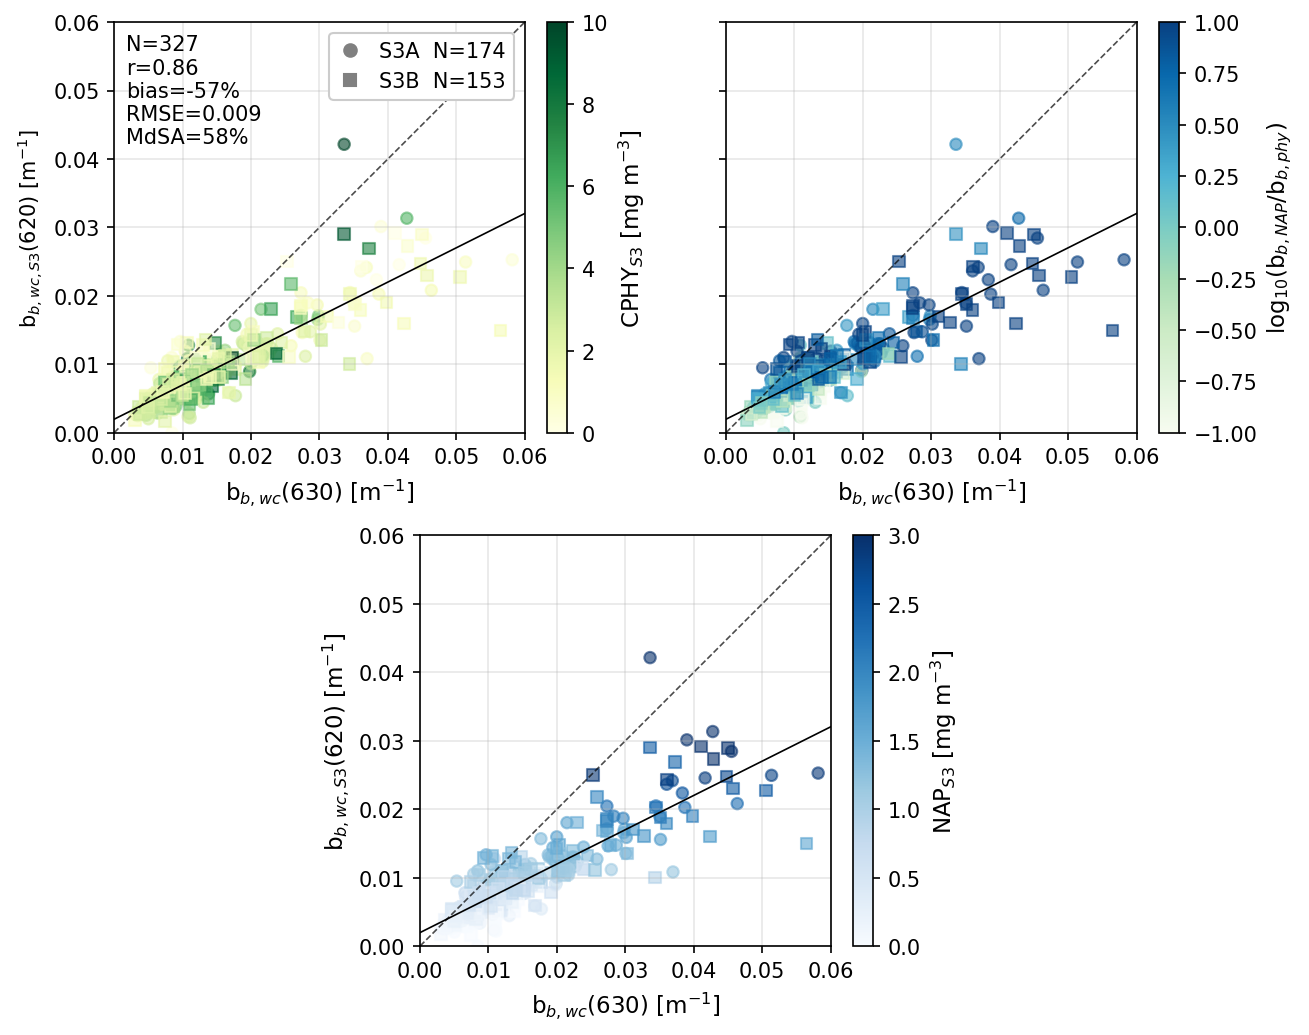 N=327
r=0.86
bias=-57%
RMSE=0.009
MdSA=58%
S3A N=174
S3B N=153
0.06
0.05
0.04
0.03
0.02
0.01
0.00
b_{b, wc, S3}(620) [m^{-1}]
0.00 0.01 0.02 0.03 0.04 0.05 0.06
b_{b, wc}(630) [m^{-1}]
10
8
6
4
2
0
CPHY_{S3} [mg m^{-3}]
0.00 0.01 0.02 0.03 0.04 0.05 0.06
b_{b, wc}(630) [m^{-1}]
1.00
0.75
0.50
0.25
0.00
−0.25
−0.50
−0.75
−1.00
log_{10}(b_{b, NAP}/b_{b, phy})
0.06
0.05
0.04
0.03
0.02
0.01
0.00
b_{b, wc, S3}(620) [m^{-1}]
0.00 0.01 0.02 0.03 0.04 0.05 0.06
b_{b, wc}(630) [m^{-1}]
3.0
2.5
2.0
1.5
1.0
0.5
0.0
NAP_{S3} [mg m^{-3}]